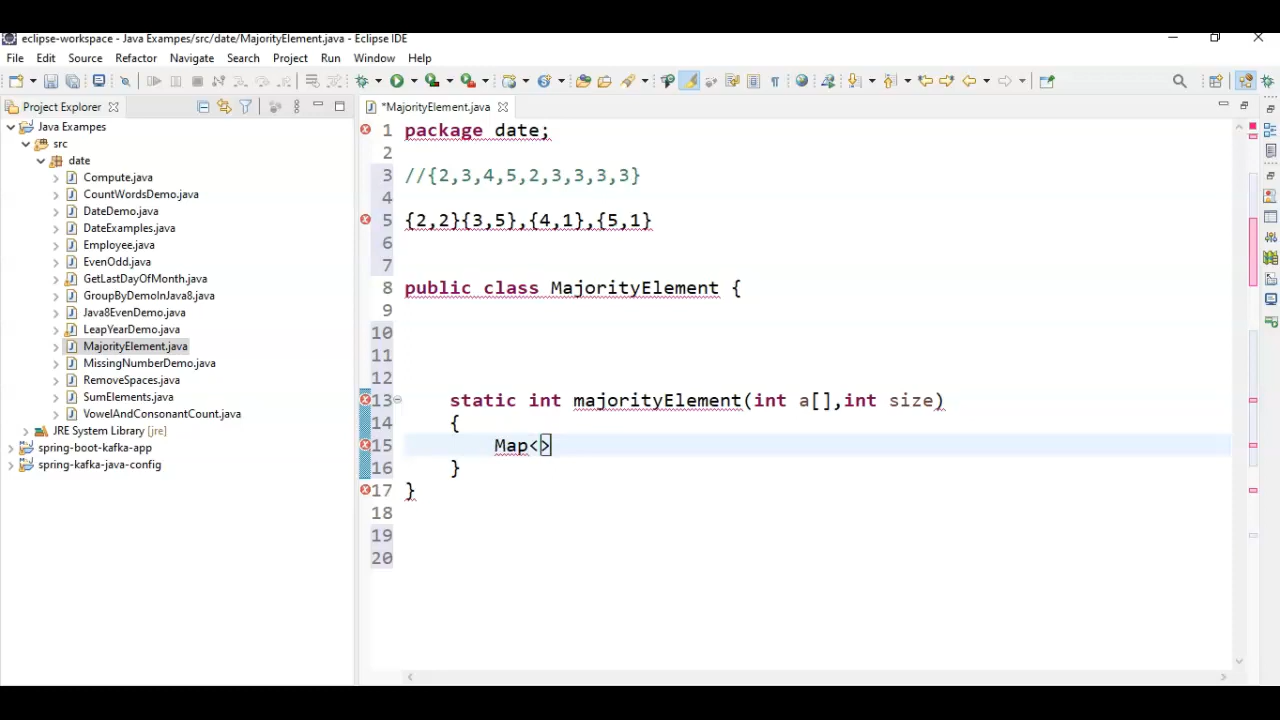 eclipse-workspace - Java Exampes/src/date/MajorityElement.java - Eclipse IDE
File Edit Source Refactor Navigate Search Project Run Window Help
Project Explorer
*MajorityElement.java
Java Exampes
src
date
Compute.java
CountWordsDemo.java
DateDemo.java
DateExamples.java
Employee.java
EvenOdd.java
GetLastDayOfMonth.java
GroupByDemoInJava8.java
Java8EvenDemo.java
LeapYearDemo.java
MajorityElement.java
MissingNumberDemo.java
RemoveSpaces.java
SumElements.java
VowelAndConsonantCount.java
JRE System Library [jre]
spring-boot-kafka-app
spring-kafka-java-config
1 package date;
2
3 //{2,3,4,5,2,3,3,3,3}
4
5 {2,2}{3,5},{4,1},{5,1}
6
7
8 public class MajorityElement {
9
10
11
12
13 static int majorityElement(int a[],int size)
14 {
15 Map<>
16 }
17 }
18
19
20